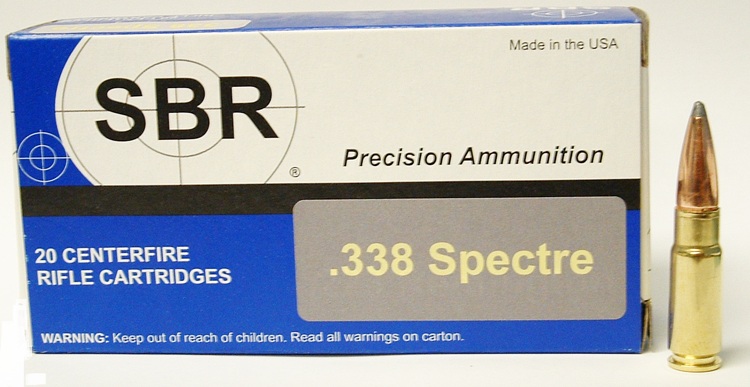 Made in the USA
SBR
®
Precision Ammunition
20 CENTERFIRE
RIFLE CARTRIDGES
.338 Spectre
WARNING: Keep out of reach of children. Read all warnings on carton.